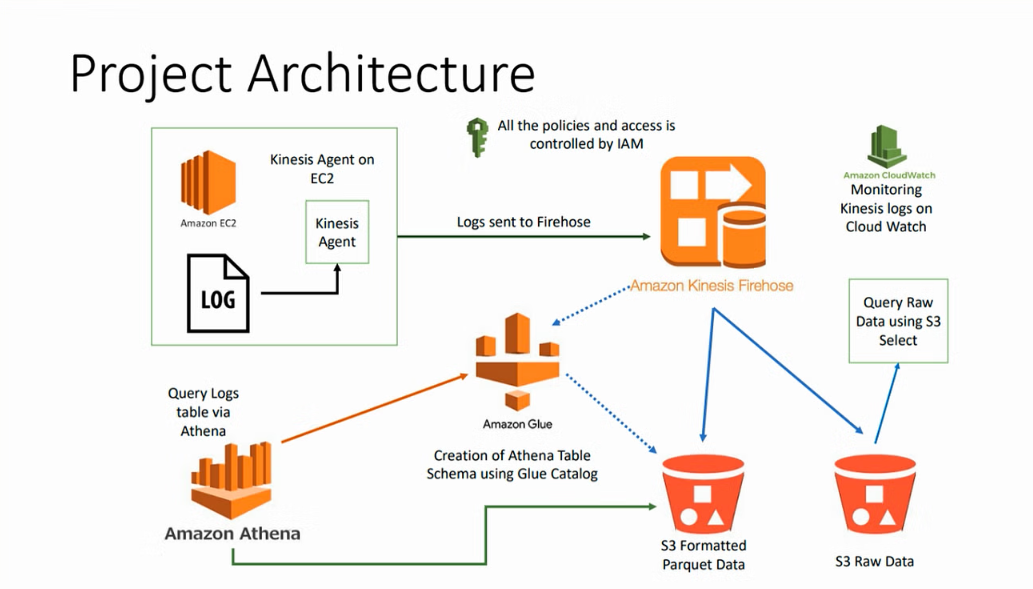 Project Architecture
All the policies and access is
controlled by IAM
Kinesis Agent on
EC2
Amazon EC2
Kinesis
Agent
LOG
Logs sent to Firehose
Amazon Kinesis Firehose
Amazon CloudWatch
Monitoring
Kinesis logs on
Cloud Watch
Query Raw
Data using S3
Select
Amazon Glue
Creation of Athena Table
Schema using Glue Catalog
Query Logs
table via
Athena
Amazon Athena
S3 Formatted
Parquet Data
S3 Raw Data